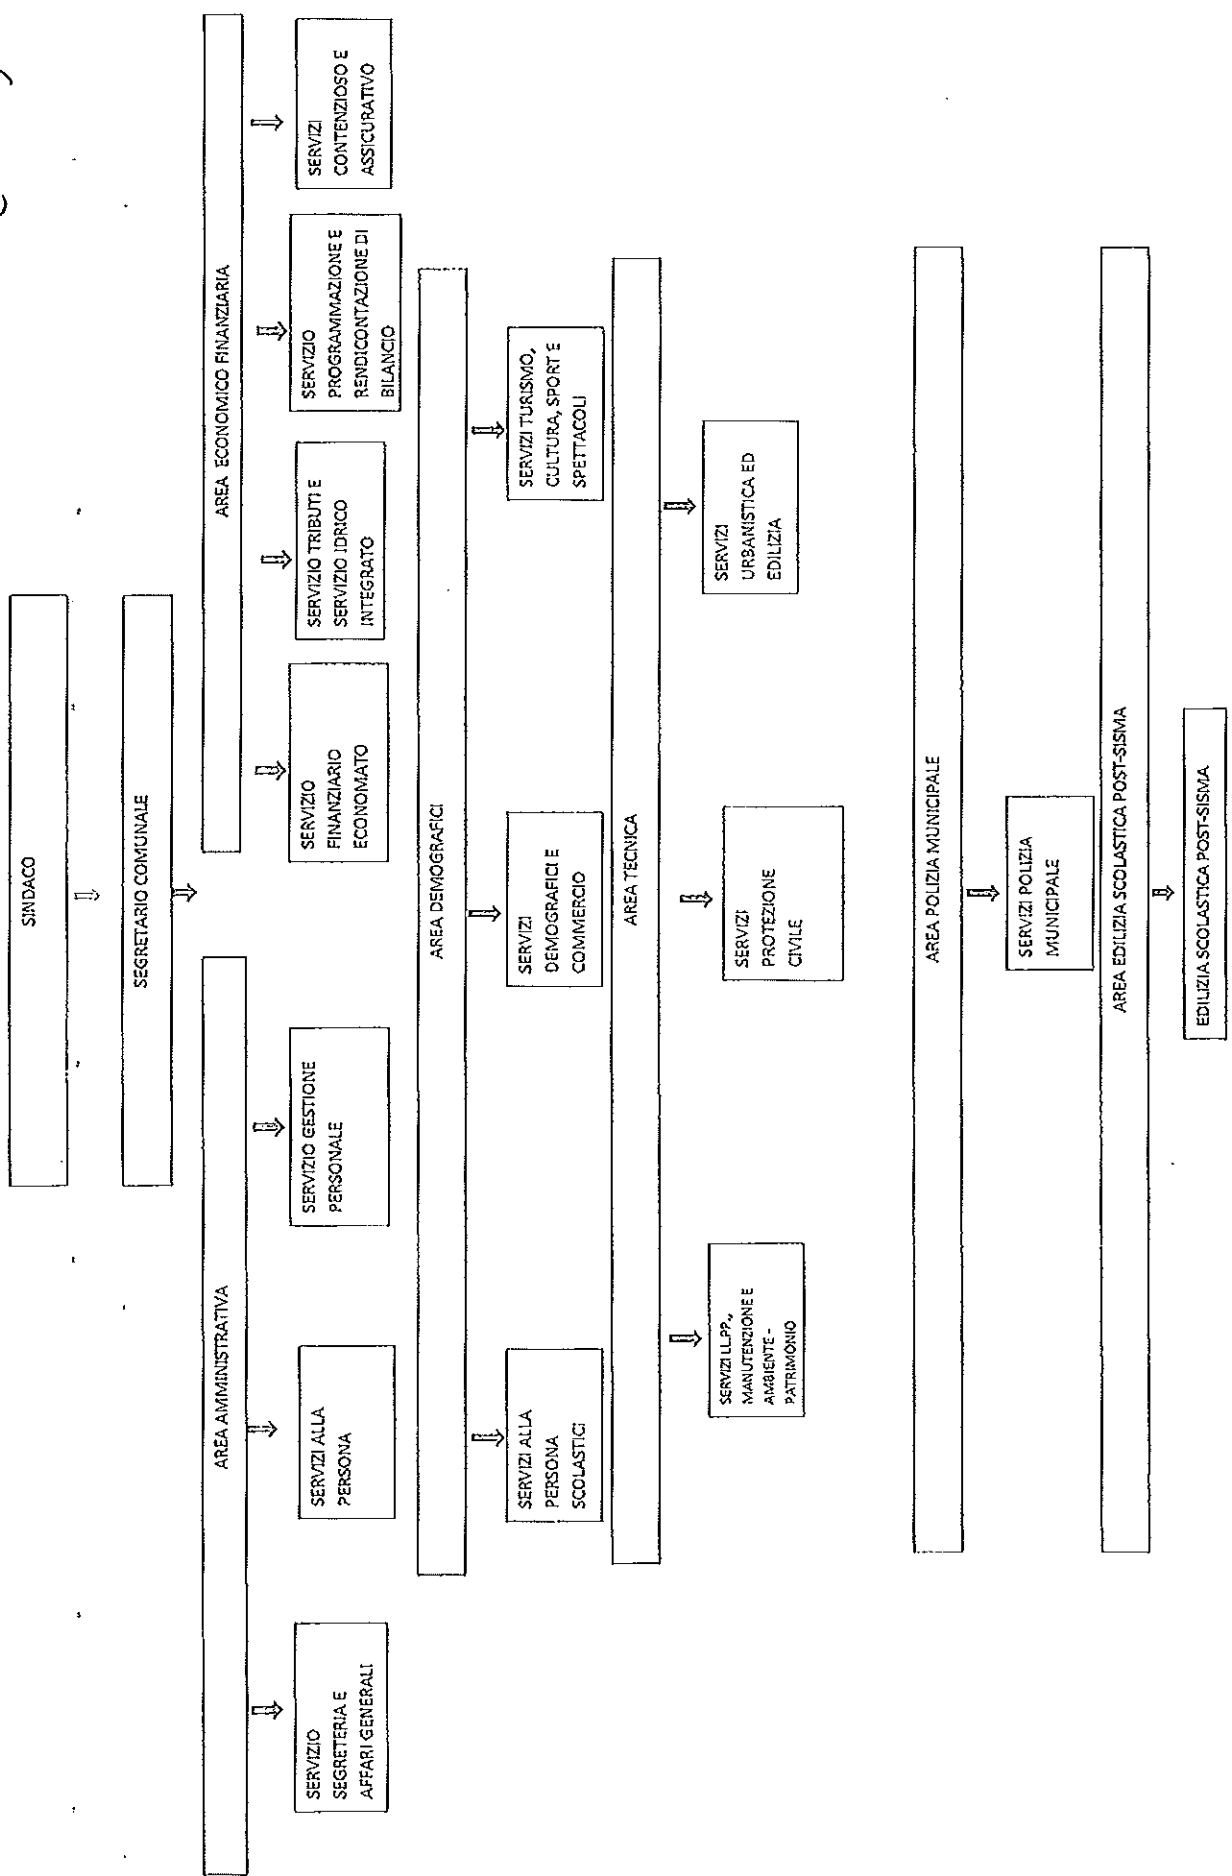 SINDACO
SEGRETARIO COMUNALE
AREA AMMINISTRATIVA
AREA ECONOMICO FINANZIARIA
SERVIZIO
SEGRETERIA E
AFFARI GENERALI
SERVIZI ALLA
PERSONA
SERVIZIO GESTIONE
PERSONALE
SERVIZIO
FINANZIARIO
ECONOMATO
SERVIZIO TRIBUTI E
SERVIZIO IDRICO
INTEGRATO
SERVIZIO
PROGRAMMAZIONE E
RENDICONTAZIONE DI
BILANCIO
SERVIZI
CONTENZIOSO E
ASSICURATIVO
AREA DEMOGRAFICI
SERVIZI ALLA
PERSONA
SCOLASTICI
SERVIZI
DEMOGRAFICI E
COMMERCIO
SERVIZI TURISMO,
CULTURA, SPORT E
SPETTACOLI
AREA TECNICA
SERVIZI LL.PP.,
MANUTENZIONE E
AMBIENTE -
PATRIMONIO
SERVIZI
PROTEZIONE
CIVILE
SERVIZI
URBANISTICA ED
EDILIZIA
AREA POLIZIA MUNICIPALE
SERVIZI POLIZIA
MUNICIPALE
AREA EDILIZIA SCOLASTICA POST-SISMA
EDILIZIA SCOLASTICA POST-SISMA